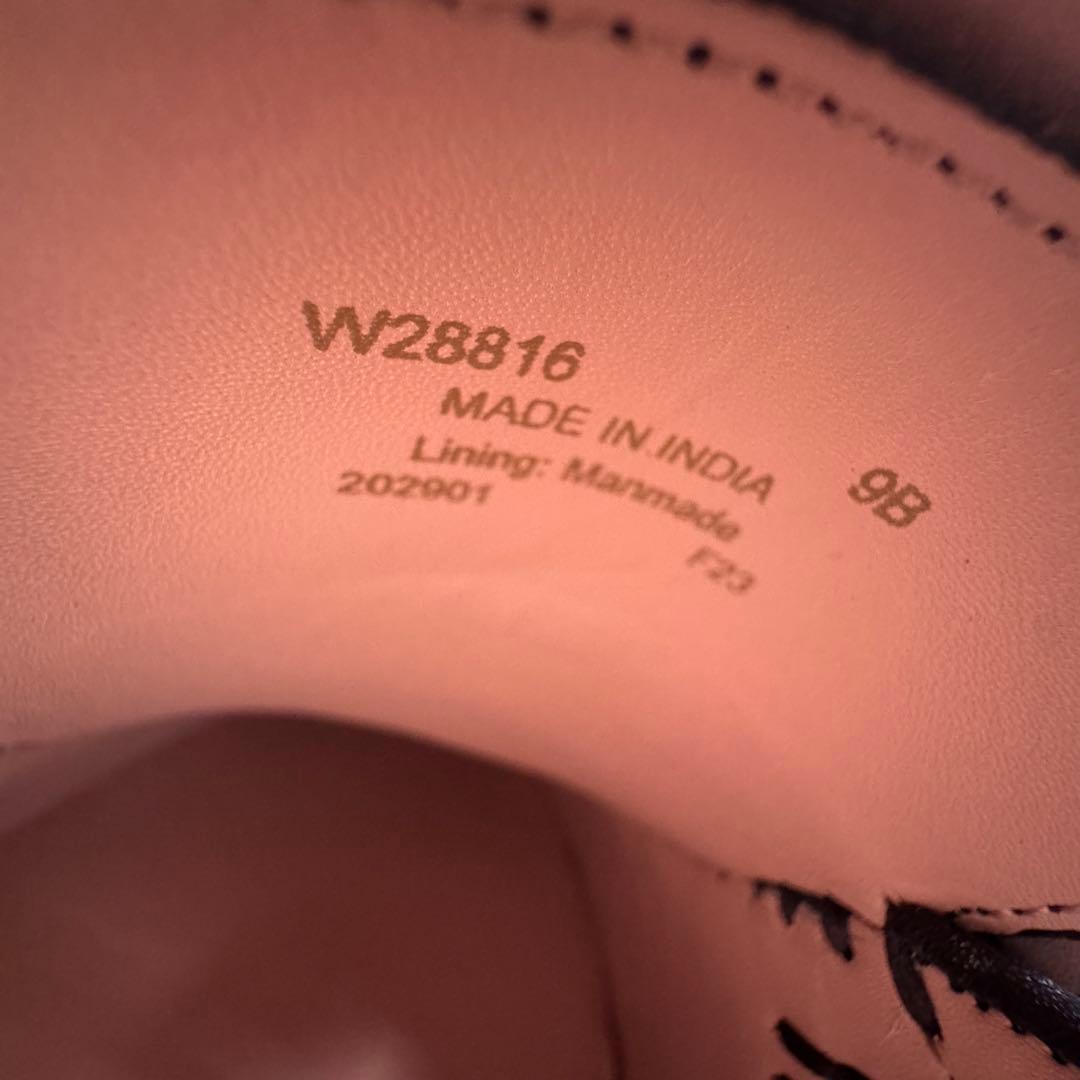 W28816
MADE IN INDIA 9B
Lining: Manmade
202901
F23